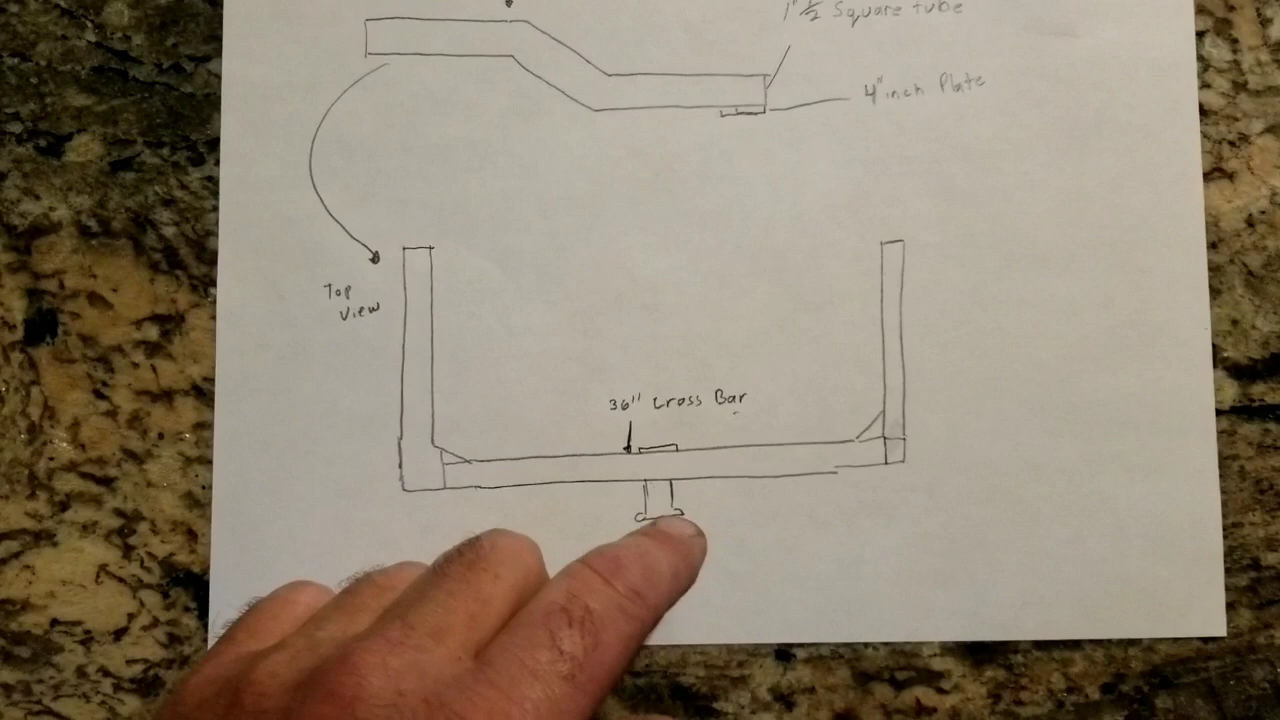 1" 1/2 Square tube
4" inch Plate
Top
View
36" Cross Bar